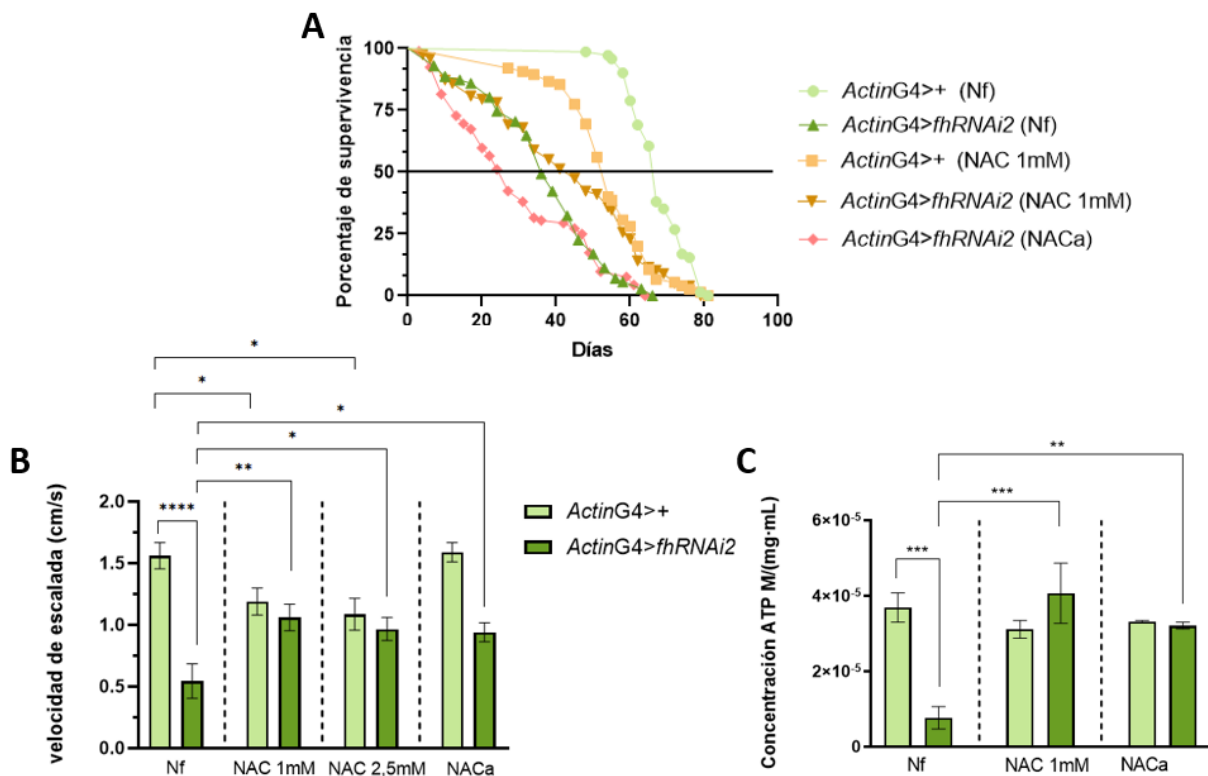 A
Porcentaje de supervivencia
100
75
50
25
0
0 20 40 60 80 100
Días
ActinG4>+ (Nf)
ActinG4>fhRNAi2 (Nf)
ActinG4>+ (NAC 1mM)
ActinG4>fhRNAi2 (NAC 1mM)
ActinG4>fhRNAi2 (NACa)
B
velocidad de escalada (cm/s)
*
*
*
*
**
****
2.0
1.5
1.0
0.5
0.0
Nf NAC 1mM NAC 2,5mM NACa
ActinG4>+
ActinG4>fhRNAi2
C
Concentración ATP M/(mg·mL)
**
***
***
6×10⁻⁵
4×10⁻⁵
2×10⁻⁵
0
Nf NAC 1mM NACa